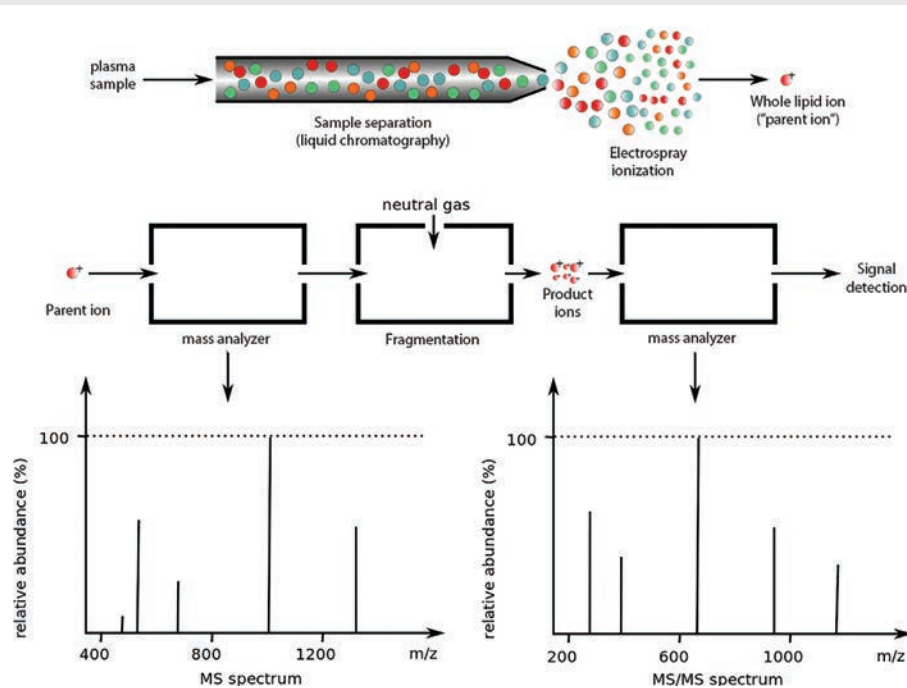 plasma
sample
Sample separation
(liquid chromatography)
Electrospray
ionization
+
Whole lipid ion
("parent ion")
neutral gas
+
Parent ion
mass analyzer
Fragmentation
+ +
Product
ions
mass analyzer
Signal
detection
relative abundance (%)
100
400 800 1200 m/z
MS spectrum
relative abundance (%)
100
200 600 1000 m/z
MS/MS spectrum